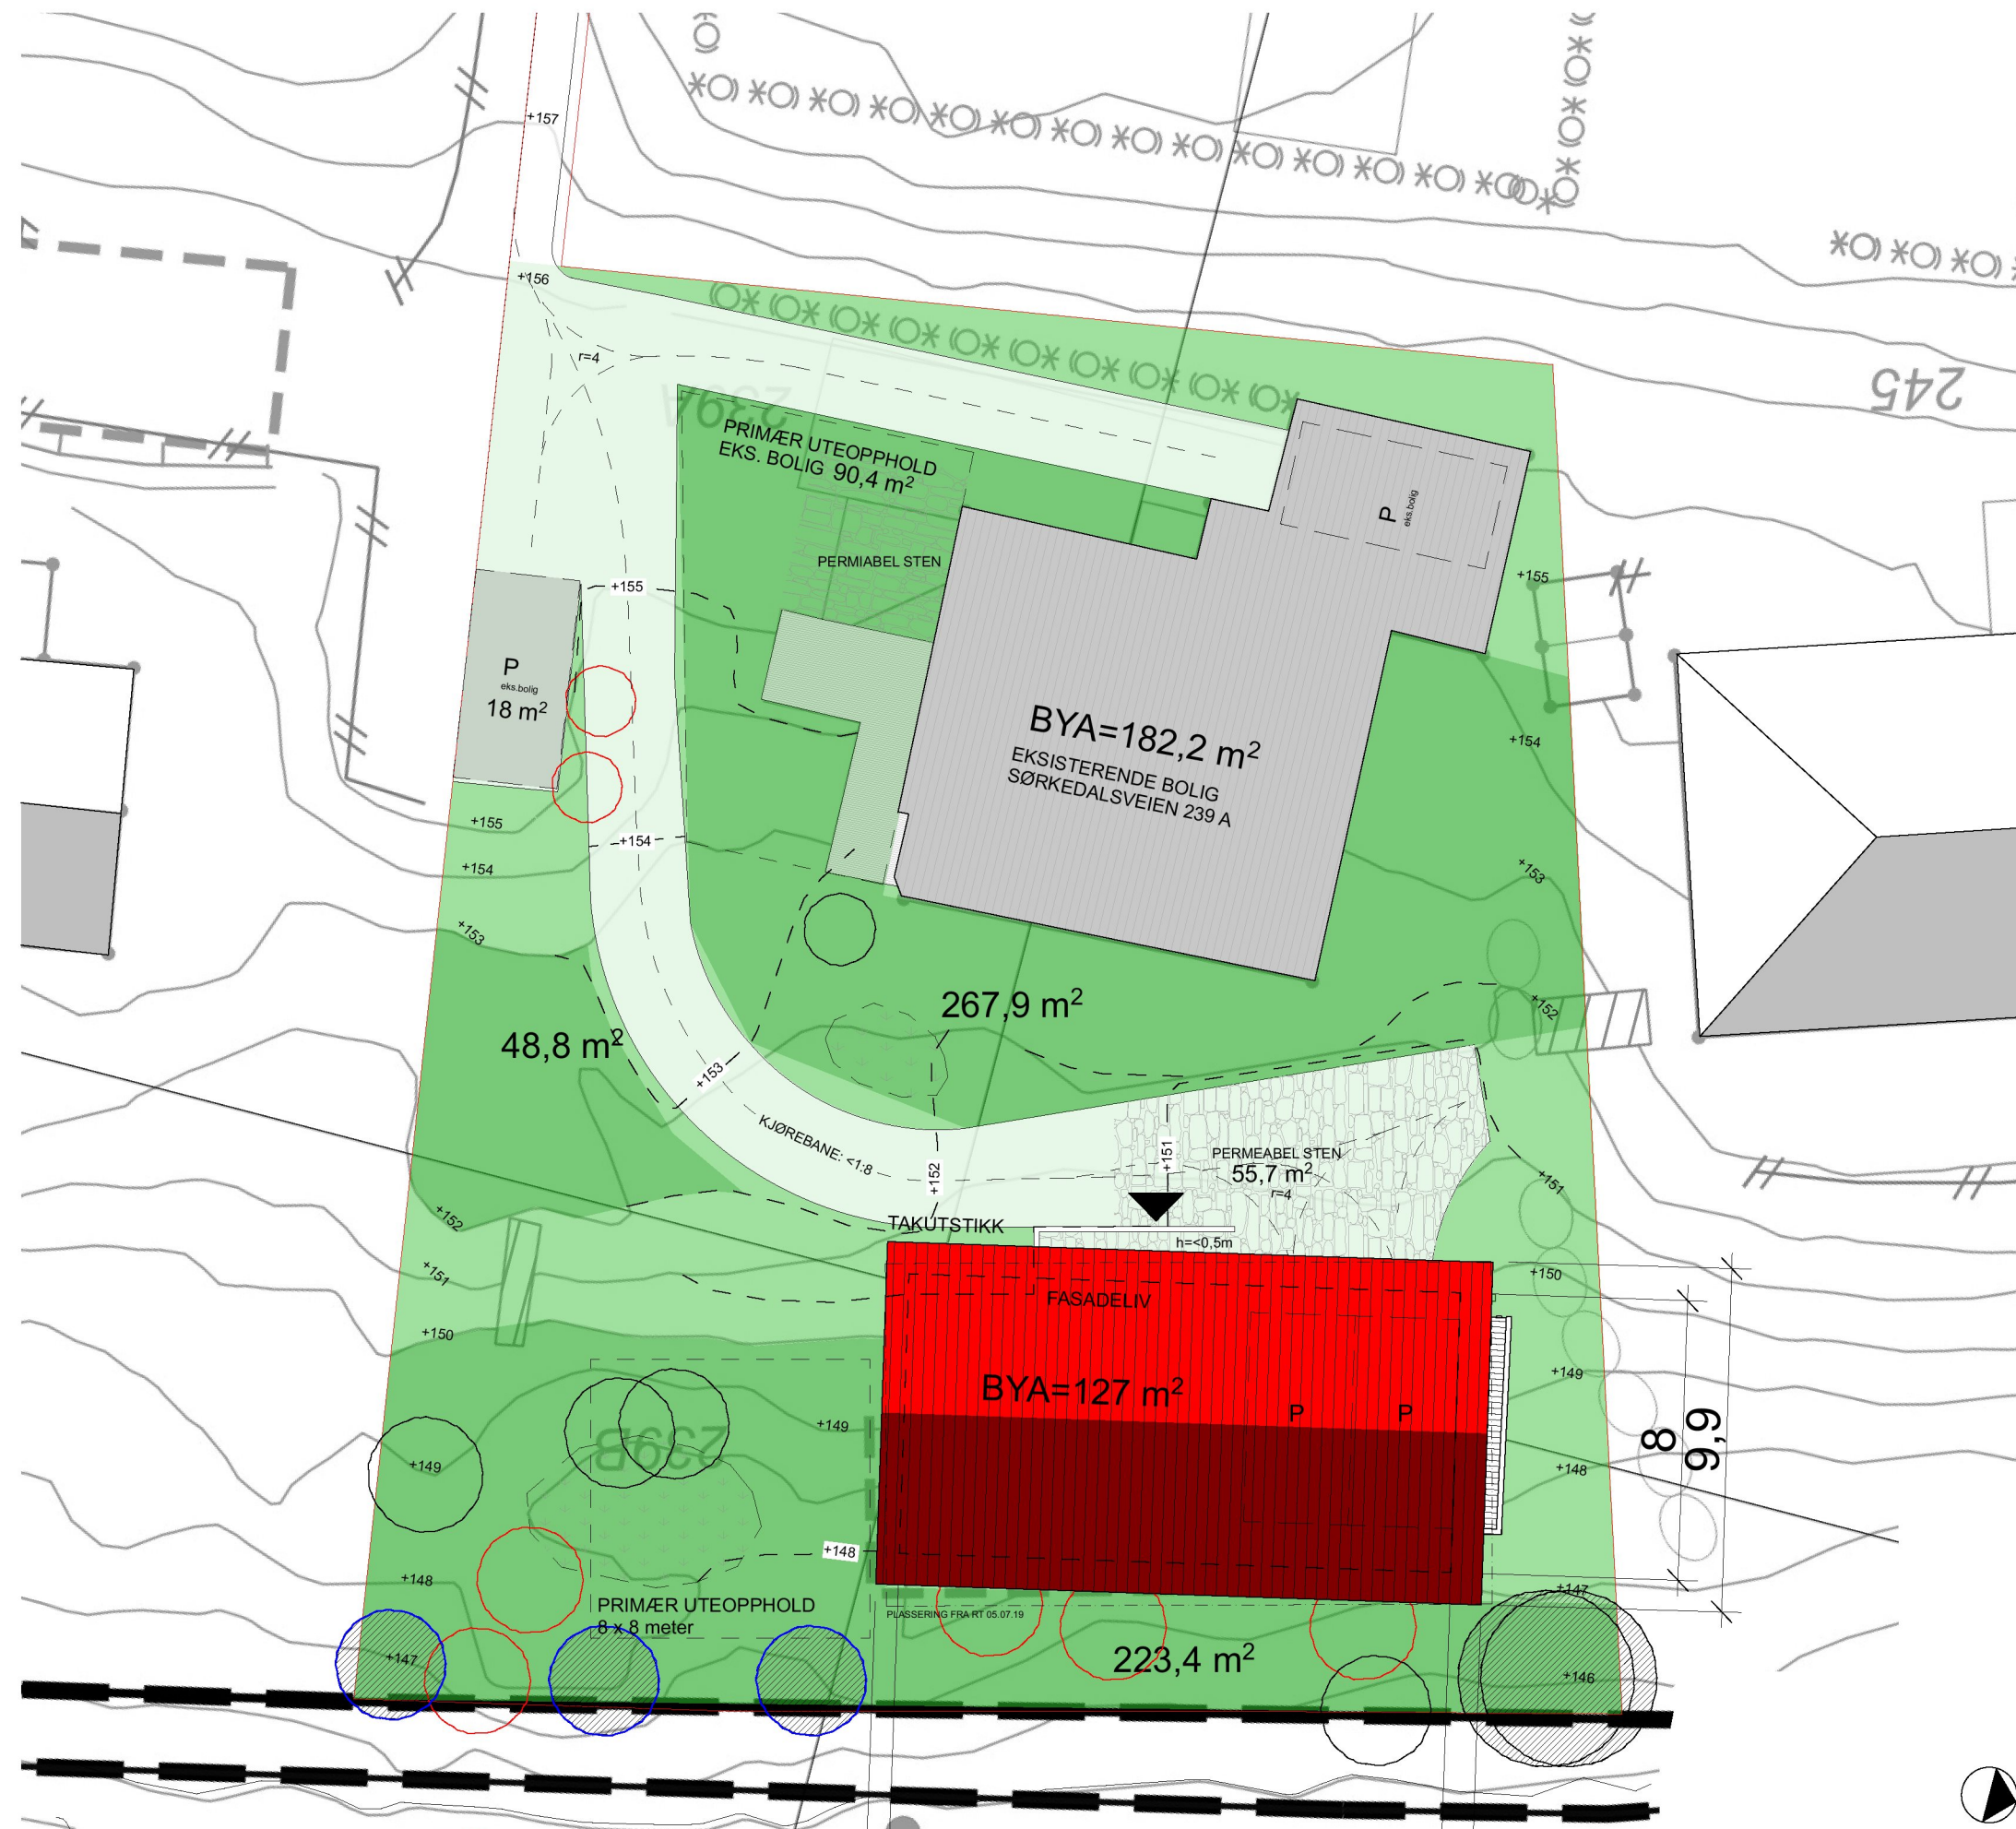 +157
+156
r=4
245
239A
PRIMÆR UTEOPPHOLD
EKS. BOLIG 90,4 m²
P
eks.bolig
PERMIABEL STEN
+155
+155
P
eks.bolig
18 m²
BYA=182,2 m²
EKSISTERENDE BOLIG
SØRKEDALSVEIEN 239 A
+154
+155
+154
+154
+153
+153
267,9 m²
48,8 m²
+152
+153
KJØREBANE: <1:8
+152
+151
PERMEABEL STEN
55,7 m²
r=4
+151
+152
TAKUTSTIKK
h=<0,5m
+151
+150
FASADELIV
+150
+149
BYA=127 m²
P
P
+149
239B
+149
+148
8
9,9
+148
+148
+147
PRIMÆR UTEOPPHOLD
8 x 8 meter
PLASSERING FRA RT 05.07.19
223,4 m²
+147
+146